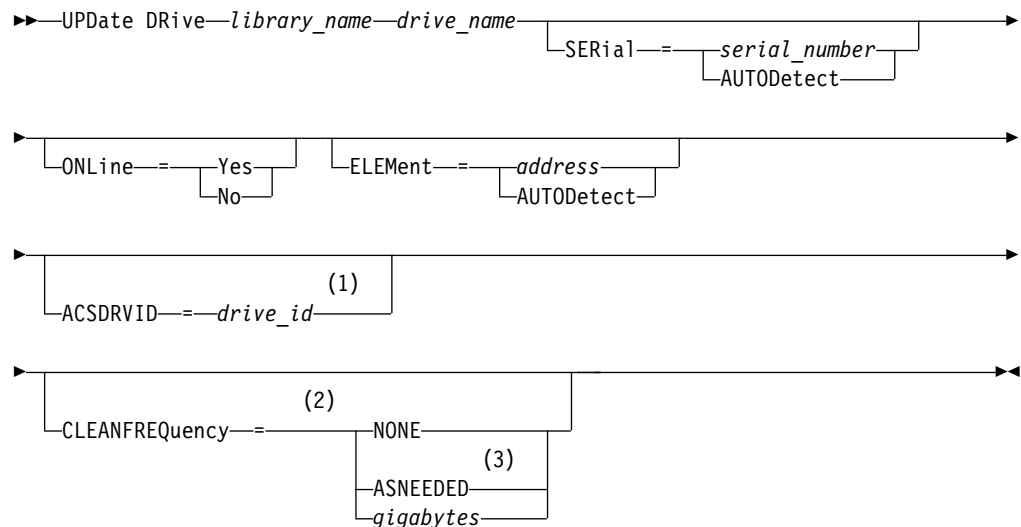 UPDate DRive library_name drive_name
SERial = serial_number
AUTODetect
ONLine = Yes
No
ELEMent = address
AUTODetect
(1)
ACSDRVID = drive_id
(2)
CLEANFREQuency = NONE
(3)
ASNEEDED
gigabytes